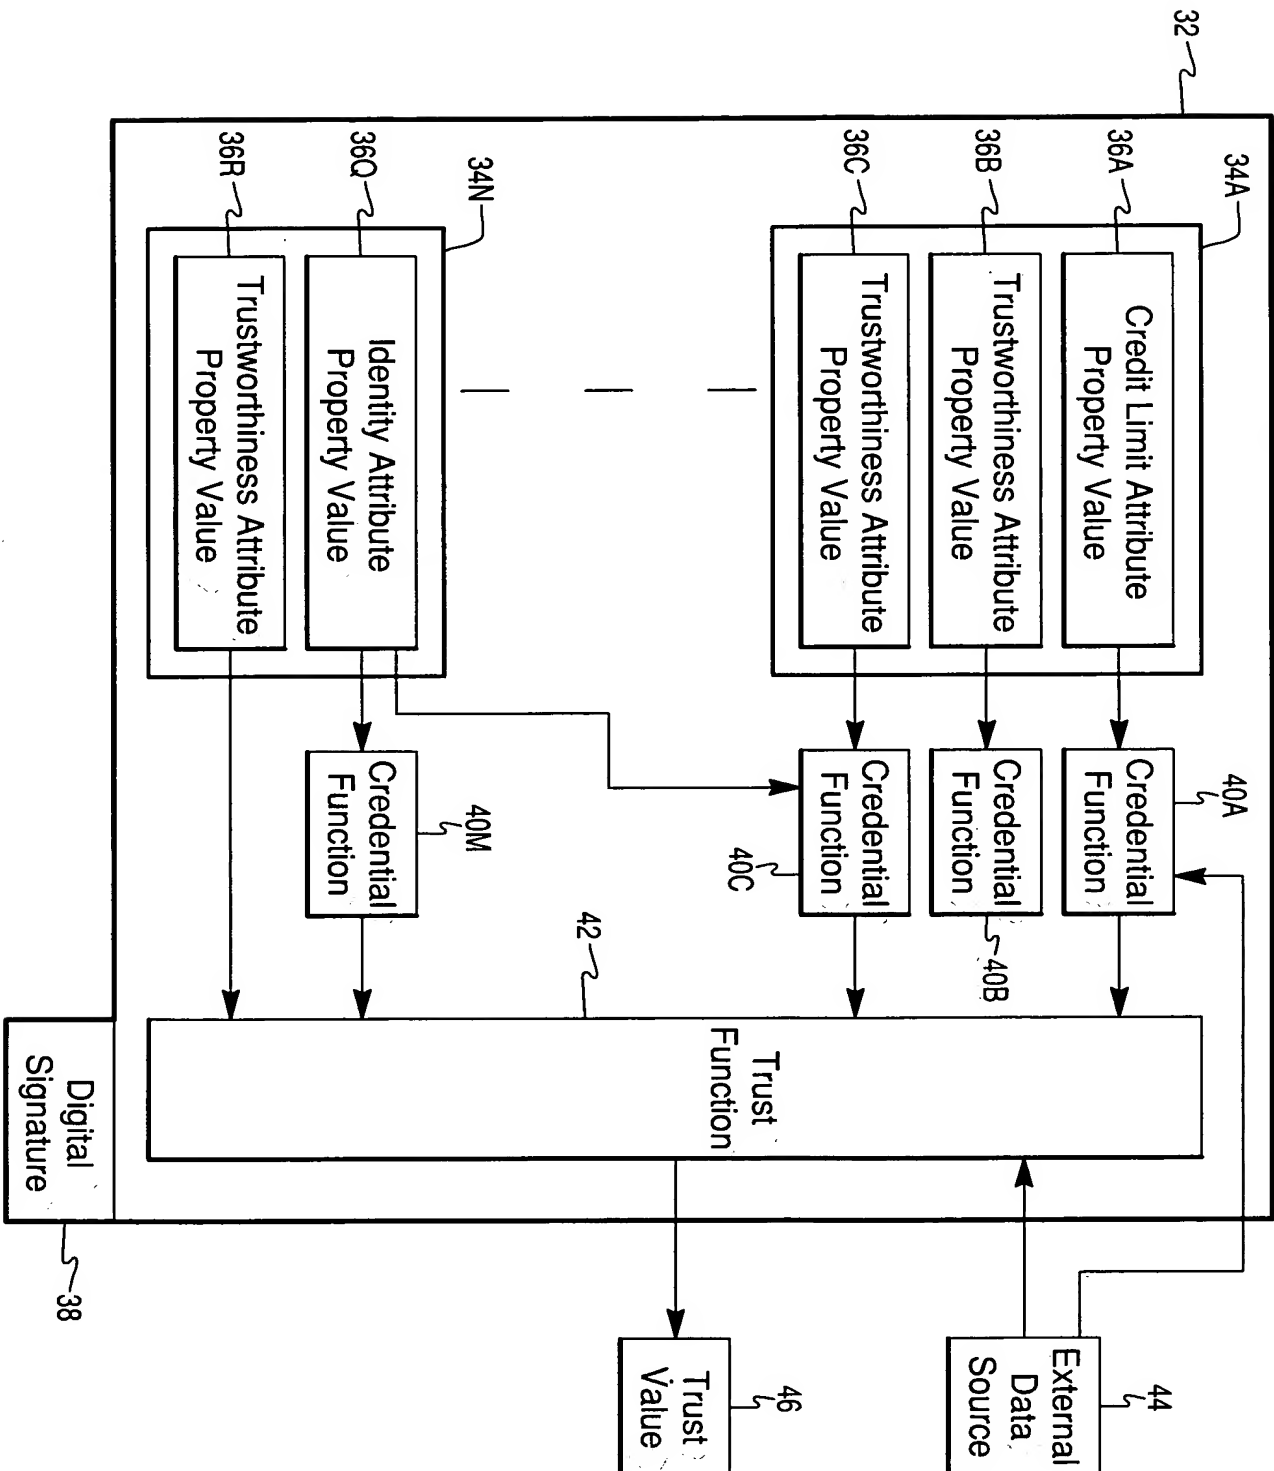 32
34A
36A
Credit Limit Attribute
Property Value
36B
Trustworthiness Attribute
Property Value
36C
Trustworthiness Attribute
Property Value
34N
36Q
Identity Attribute
Property Value
36R
Trustworthiness Attribute
Property Value
40A
Credential
Function
Credential
Function
40B
Credential
Function
40C
40M
Credential
Function
42
Trust
Function
Digital
Signature
38
44
External
Data
Source
46
Trust
Value